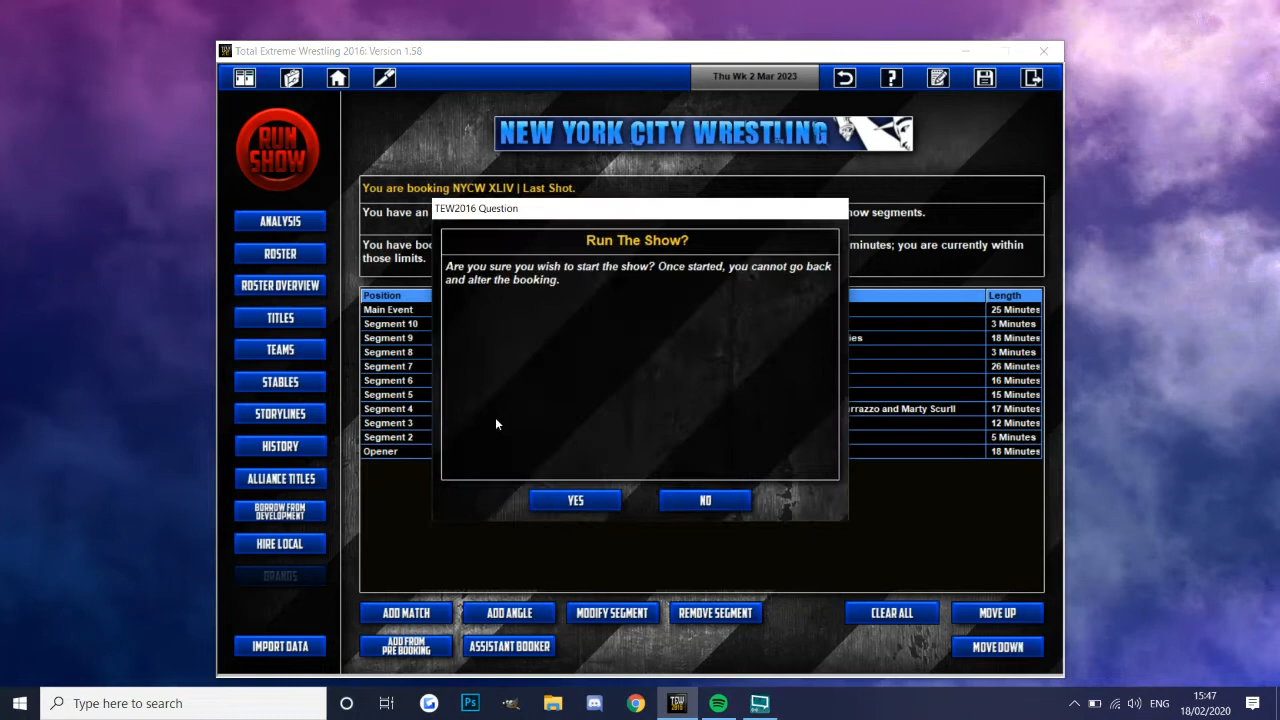 Total Extreme Wrestling 2016: Version 1.58
Thu Wk 2 Mar 2023
RUN SHOW
NEW YORK CITY WRESTLING
You are booking NYCW XLIV | Last Shot.
TEW2016 Question
You have an
ow segments.
Run The Show?
You have boo
minutes; you are currently within
those limits.
Are you sure you wish to start the show? Once started, you cannot go back
and alter the booking.
ANALYSIS
ROSTER
ROSTER OVERVIEW
TITLES
TEAMS
STABLES
STORYLINES
HISTORY
ALLIANCE TITLES
BORROW FROM
DEVELOPMENT
HIRE LOCAL
BRANDS
IMPORT DATA
Position
Length
Main Event
25 Minutes
Segment 10
3 Minutes
Segment 9
ies
18 Minutes
Segment 8
3 Minutes
Segment 7
26 Minutes
Segment 6
16 Minutes
Segment 5
15 Minutes
Segment 4
rrazzo and Marty Scurll
17 Minutes
Segment 3
12 Minutes
Segment 2
5 Minutes
Opener
18 Minutes
YES
NO
ADD MATCH
ADD ANGLE
MODIFY SEGMENT
REMOVE SEGMENT
CLEAR ALL
MOVE UP
ADD FROM
PRE BOOKING
ASSISTANT BOOKER
MOVE DOWN
Type here to search
Ps
TEW
2016
ENG
15:47
18/02/2020